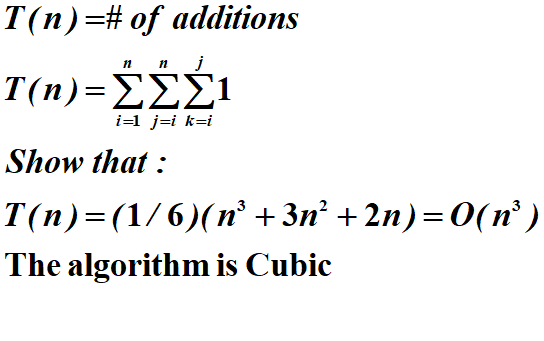 T(n)=# of additions
T(n)=∑_{i=1}^{n}∑_{j=i}^{n}∑_{k=i}^{j}1
Show that :
T(n)=(1/6)(n³+3n²+2n)=O(n³)
The algorithm is Cubic